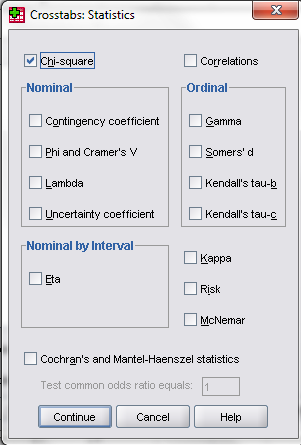 Crosstabs: Statistics
Chi-square
Correlations
Nominal
Contingency coefficient
Phi and Cramer's V
Lambda
Uncertainty coefficient
Ordinal
Gamma
Somers' d
Kendall's tau-b
Kendall's tau-c
Nominal by Interval
Eta
Kappa
Risk
McNemar
Cochran's and Mantel-Haenszel statistics
Test common odds ratio equals: 1
Continue Cancel Help